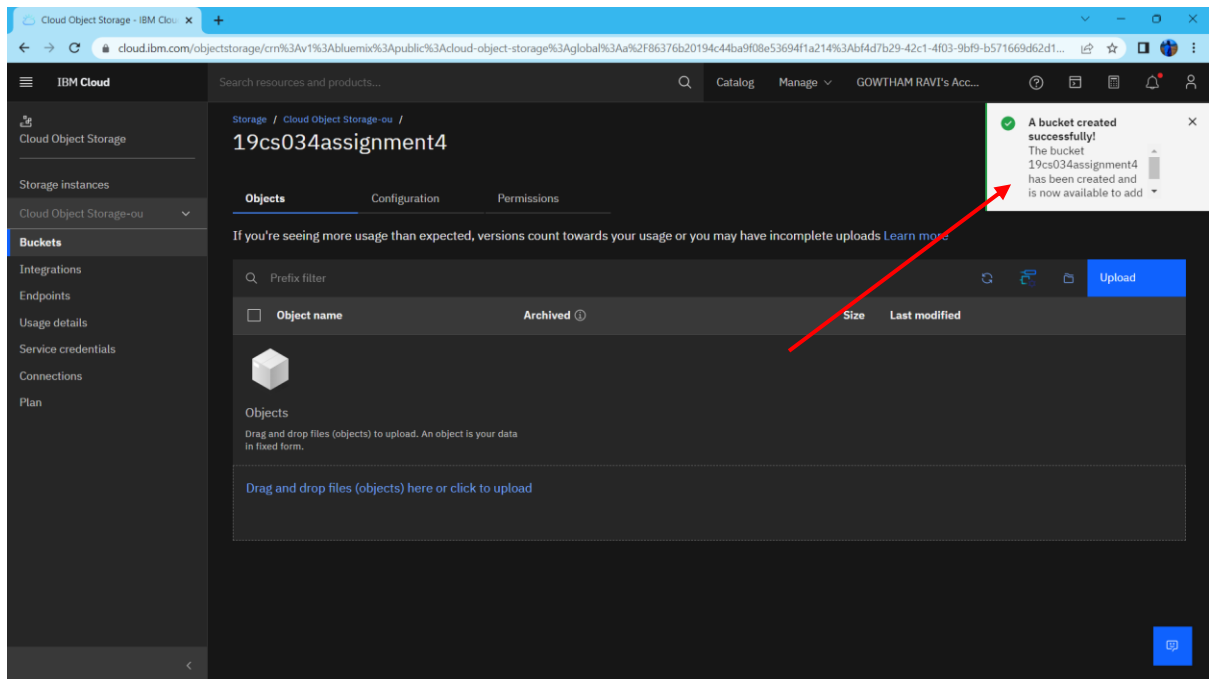 Cloud Object Storage - IBM Clou
cloud.ibm.com/objectstorage/crn%3Av1%3Abluemix%3Apublic%3Acloud-object-storage%3Aglobal%3Aa%2F86376b20194c44ba9f08e53694f1a214%3Abf4d7b29-42c1-4f03-9bf9-b571669d62d1...
IBM Cloud
Search resources and products...
Catalog
Manage
GOWTHAM RAVI's Acc...
Cloud Object Storage
Storage instances
Cloud Object Storage-ou
Buckets
Integrations
Endpoints
Usage details
Service credentials
Connections
Plan
Storage / Cloud Object Storage-ou /
19cs034assignment4
Objects
Configuration
Permissions
A bucket created
successfully!
The bucket
19cs034assignment4
has been created and
is now available to add
If you're seeing more usage than expected, versions count towards your usage or you may have incomplete uploads Learn more
Prefix filter
Upload
Object name
Archived
Size
Last modified
Objects
Drag and drop files (objects) to upload. An object is your data
in fixed form.
Drag and drop files (objects) here or click to upload